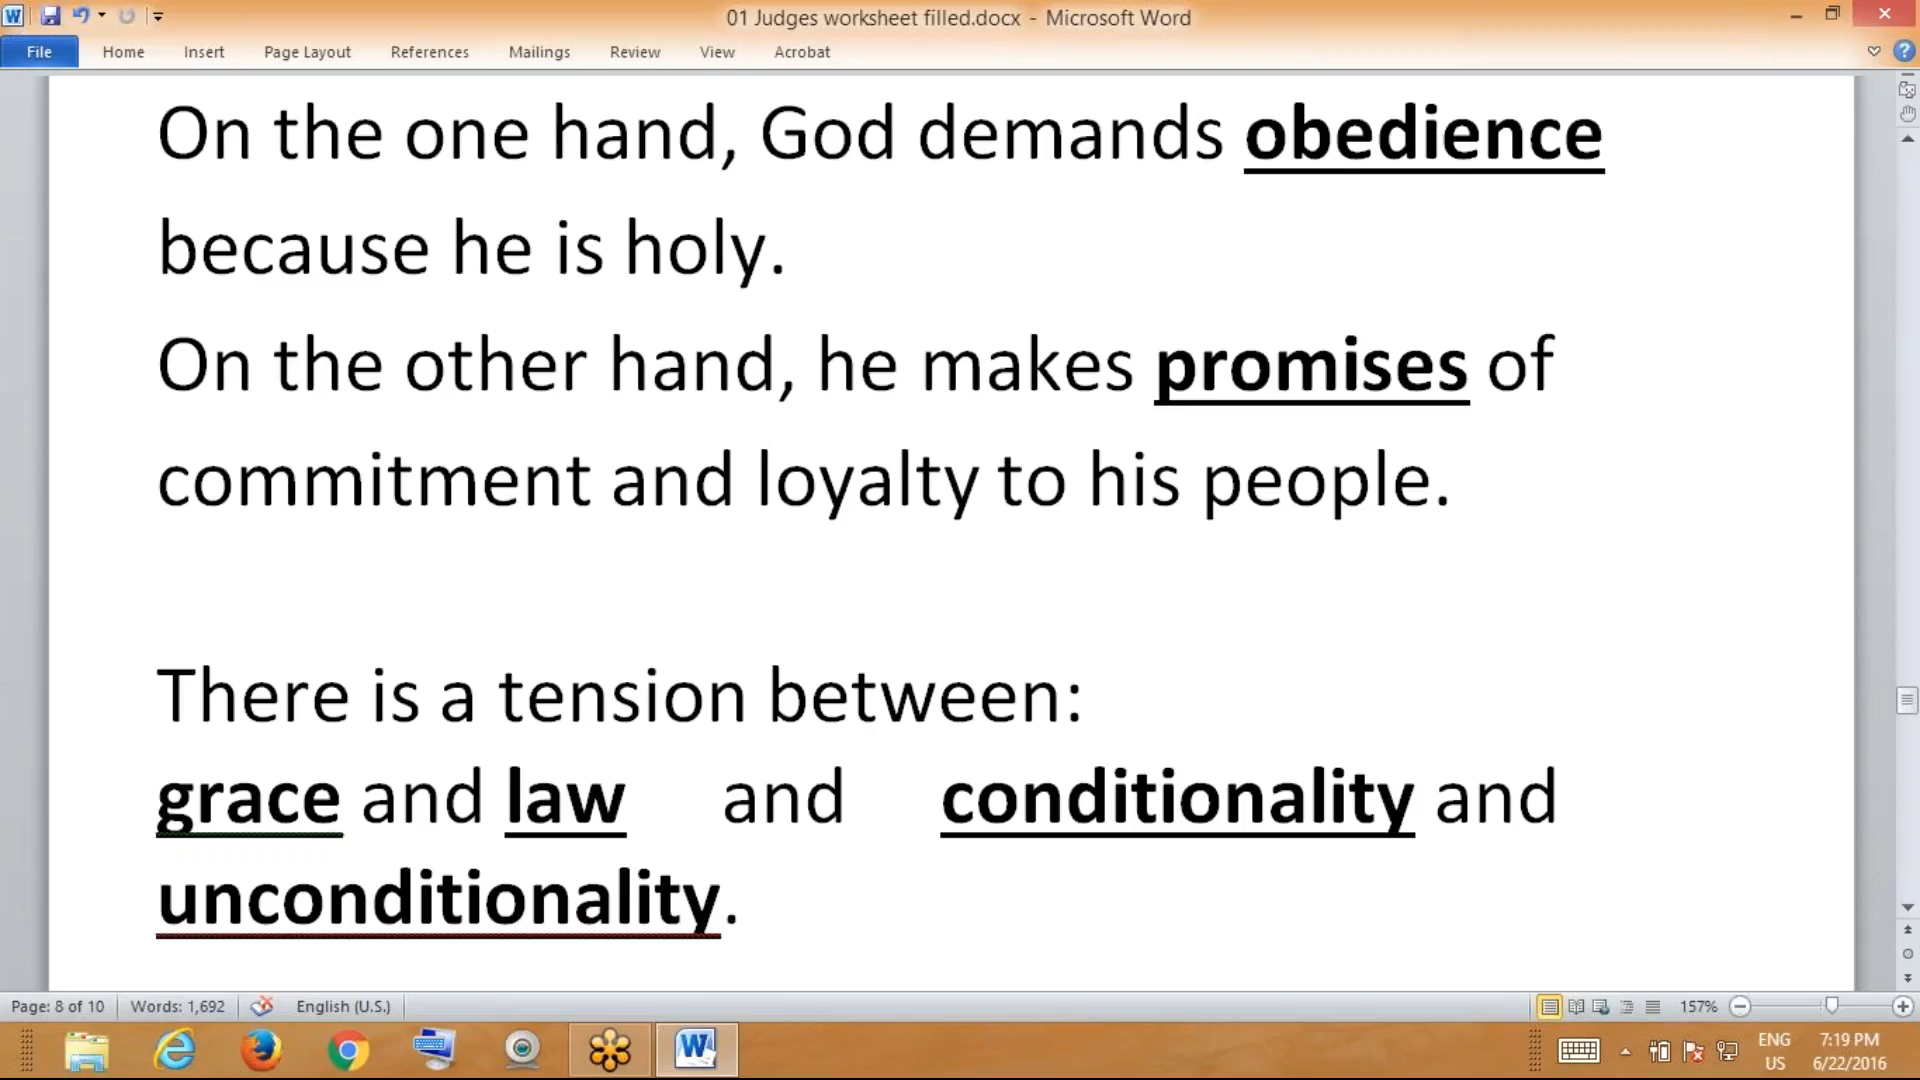 01 Judges worksheet filled.docx - Microsoft Word
File Home Insert Page Layout References Mailings Review View Acrobat
On the one hand, God demands obedience
because he is holy.
On the other hand, he makes promises of
commitment and loyalty to his people.
There is a tension between:
grace and law and conditionality and
unconditionality.
Page: 8 of 10 Words: 1,692 English (U.S.) 157%
ENG 7:19 PM
US 6/22/2016